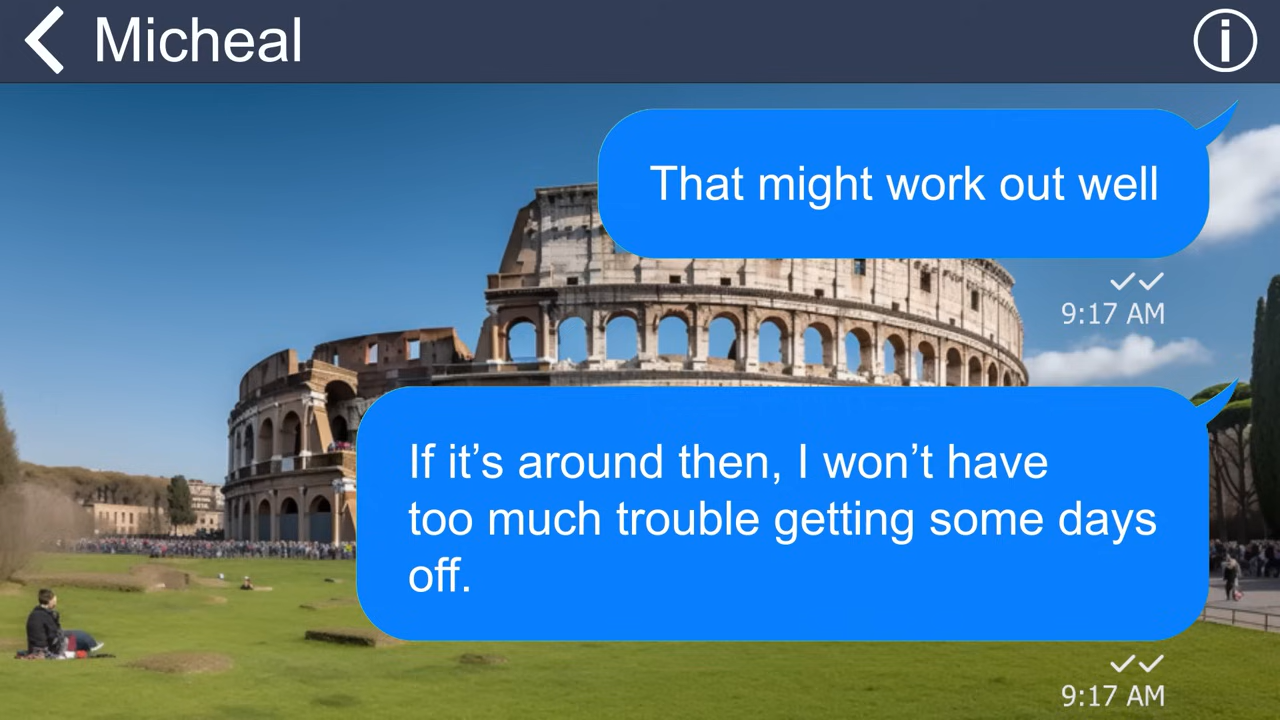 Micheal
That might work out well
9:17 AM
If it’s around then, I won’t have
too much trouble getting some days
off.
9:17 AM